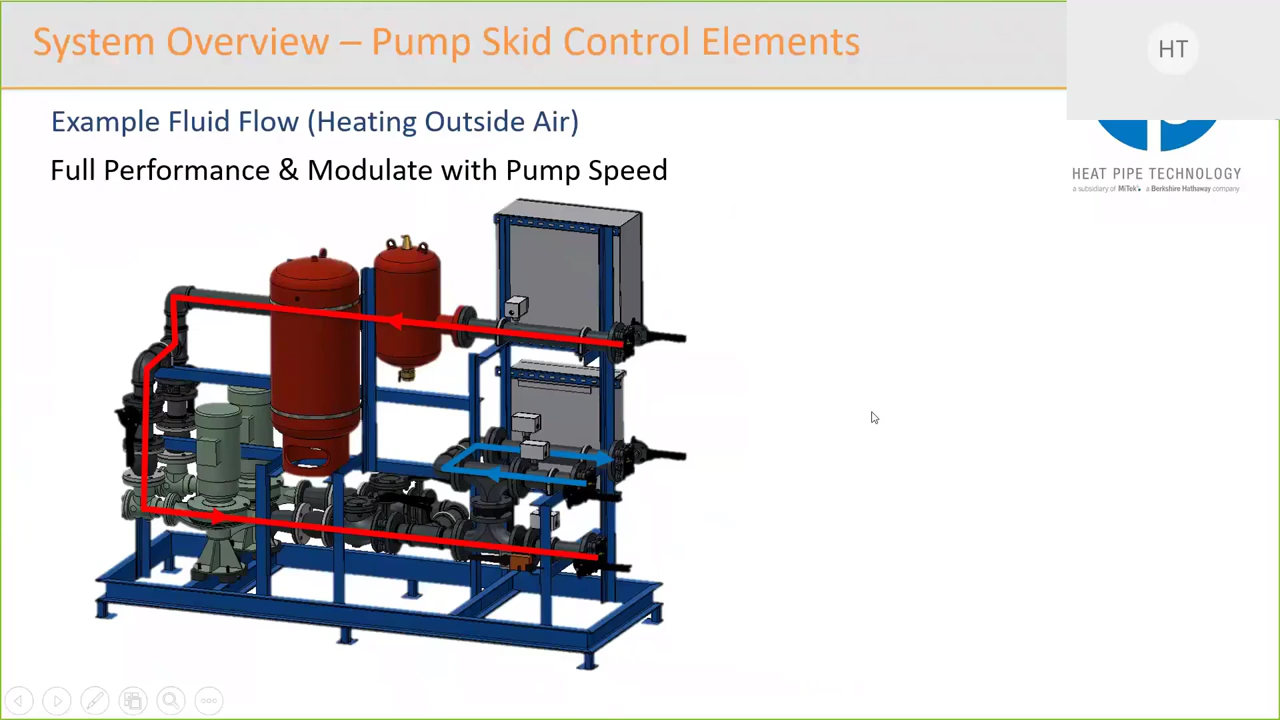 System Overview – Pump Skid Control Elements
HT
Example Fluid Flow (Heating Outside Air)
Full Performance & Modulate with Pump Speed
HEAT PIPE TECHNOLOGY
a subsidiary of MiTek® a Berkshire Hathaway company